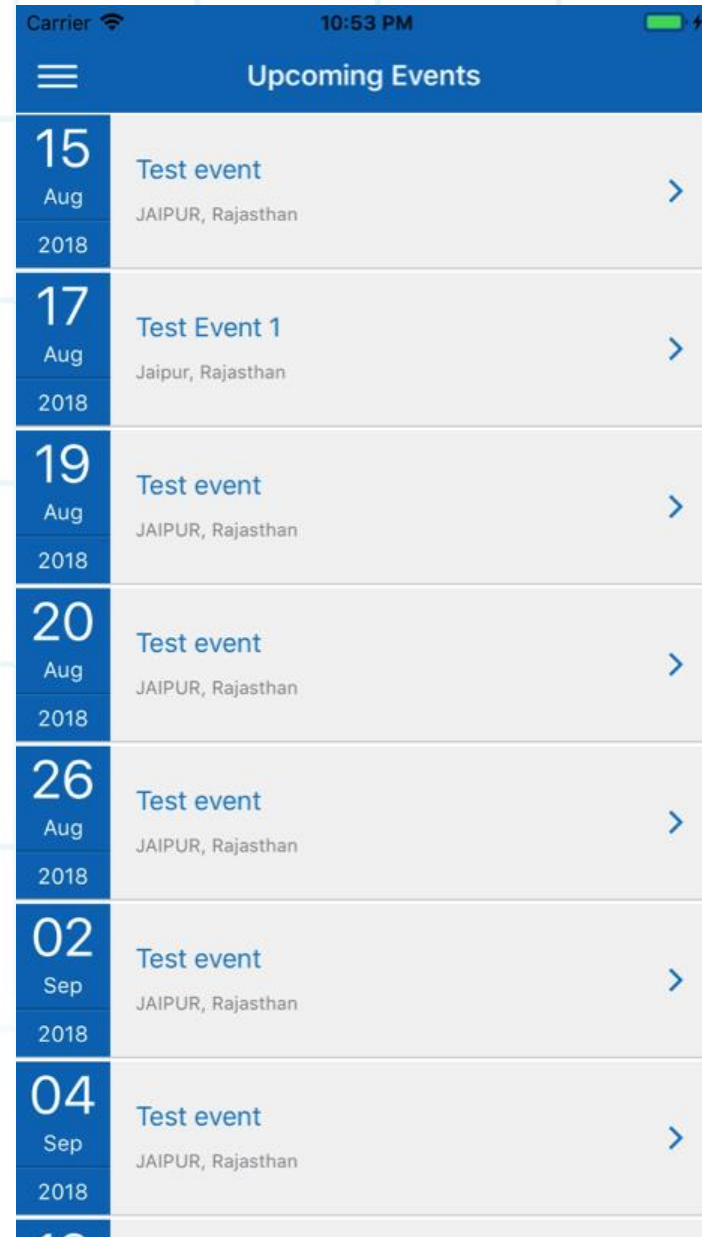 Carrier
10:53 PM
Upcoming Events
15
Aug
2018
Test event
JAIPUR, Rajasthan
17
Aug
2018
Test Event 1
Jaipur, Rajasthan
19
Aug
2018
Test event
JAIPUR, Rajasthan
20
Aug
2018
Test event
JAIPUR, Rajasthan
26
Aug
2018
Test event
JAIPUR, Rajasthan
02
Sep
2018
Test event
JAIPUR, Rajasthan
04
Sep
2018
Test event
JAIPUR, Rajasthan